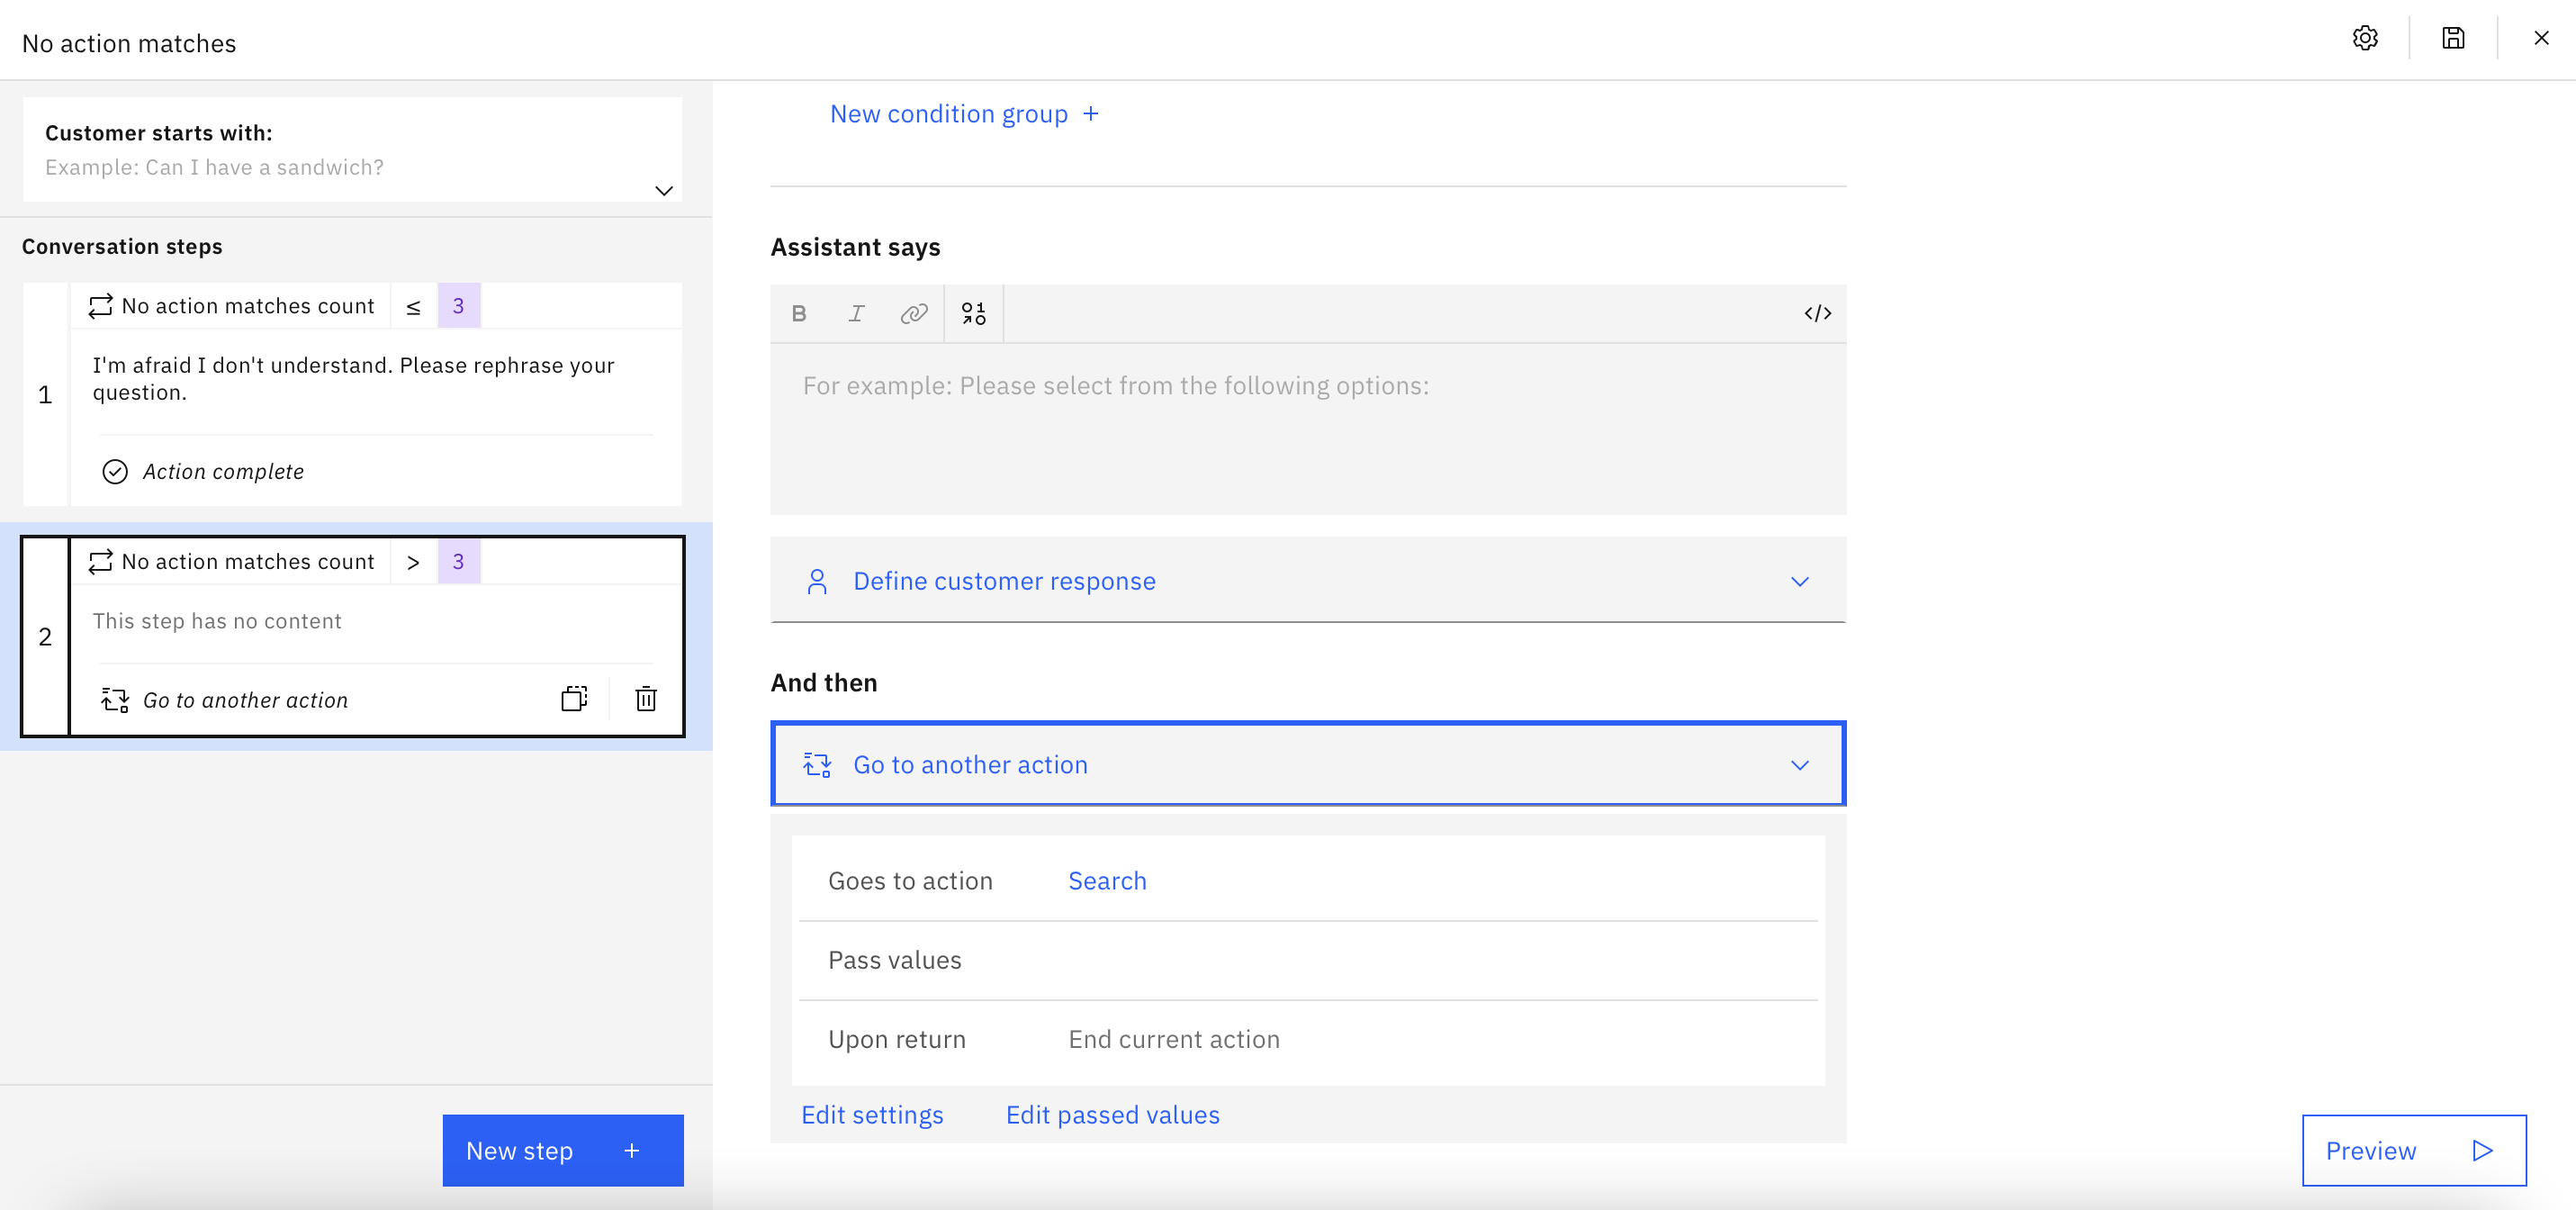 No action matches
Customer starts with:
Example: Can I have a sandwich?
Conversation steps
1
No action matches count ≤ 3
I'm afraid I don't understand. Please rephrase your
question.
Action complete
2
No action matches count > 3
This step has no content
Go to another action
New step +
New condition group +
Assistant says
B I </>
For example: Please select from the following options:
Define customer response
And then
Go to another action
Goes to action Search
Pass values
Upon return End current action
Edit settings Edit passed values
Preview